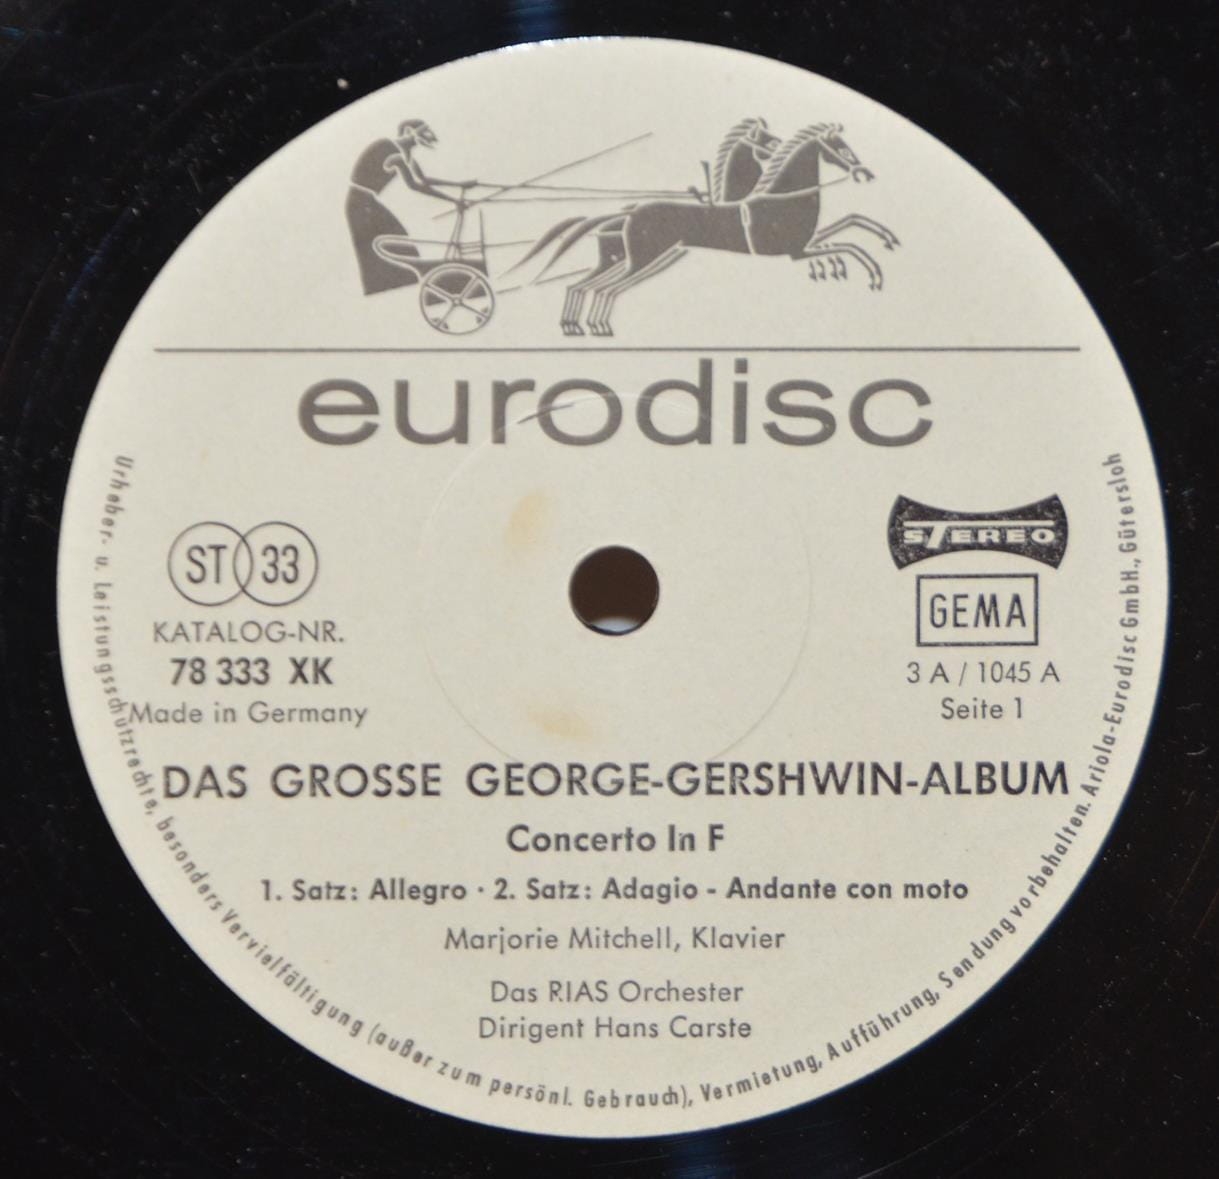 eurodisc
ST 33
KATALOG-NR.
78 333 XK
Made in Germany
STEREO
GEMA
3 A / 1045 A
Seite 1
DAS GROSSE GEORGE-GERSHWIN-ALBUM
Concerto In F
1. Satz: Allegro · 2. Satz: Adagio - Andante con moto
Marjorie Mitchell, Klavier
Das RIAS Orchester
Dirigent Hans Carste
Urheber- u. Leistungsschutzrechte, besonders Vervielfältigung (außer zum persönl. Gebrauch), Vermietung, Aufführung, Sendung vorbehalten. Ariola-Eurodisc GmbH., Gütersloh